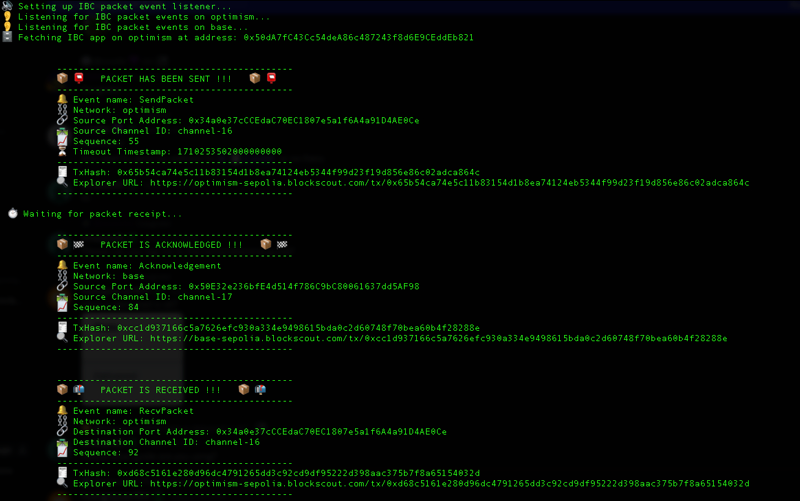 Setting up IBC packet event listener...
Listening for IBC packet events on optimism...
Listening for IBC packet events on base...
Fetching IBC app on optimism at address: 0x50dA7fC43Cc54deA86c487243f8d6E9CEddEb821
-------------------------------------------
PACKET HAS BEEN SENT !!!
-------------------------------------------
Event name: SendPacket
Network: optimism
Source Port Address: 0x34a0e37cCCEdaC70EC1807e5a1f6A4a91D4AE0Ce
Source Channel ID: channel-16
Sequence: 55
Timeout Timestamp: 1710253502000000000
-------------------------------------------
TxHash: 0x65b54ca74e5c11b83154d1b8ea74124eb5344f99d23f19d856e86c02adca864c
Explorer URL: https://optimism-sepolia.blockscout.com/tx/0x65b54ca74e5c11b83154d1b8ea74124eb5344f99d23f19d856e86c02adca864c
-------------------------------------------
Waiting for packet receipt...
-------------------------------------------
PACKET IS ACKNOWLEDGED !!!
-------------------------------------------
Event name: Acknowledgement
Network: base
Source Port Address: 0x50E32e236bfE4d514f786C9bC80061637dd5AF98
Source Channel ID: channel-17
Sequence: 84
-------------------------------------------
TxHash: 0xcc1d937166c5a7626efc930a334e9498615bda0c2d60748f70bea60b4f28288e
Explorer URL: https://base-sepolia.blockscout.com/tx/0xcc1d937166c5a7626efc930a334e9498615bda0c2d60748f70bea60b4f28288e
-------------------------------------------
-------------------------------------------
PACKET IS RECEIVED !!!
-------------------------------------------
Event name: RecvPacket
Network: optimism
Destination Port Address: 0x34a0e37cCCEdaC70EC1807e5a1f6A4a91D4AE0Ce
Destination Channel ID: channel-16
Sequence: 92
-------------------------------------------
TxHash: 0xd68c5161e280d96dc4791265dd3c92cd9df95222d398aac375b7f8a65154032d
Explorer URL: https://optimism-sepolia.blockscout.com/tx/0xd68c5161e280d96dc4791265dd3c92cd9df95222d398aac375b7f8a65154032d
-------------------------------------------